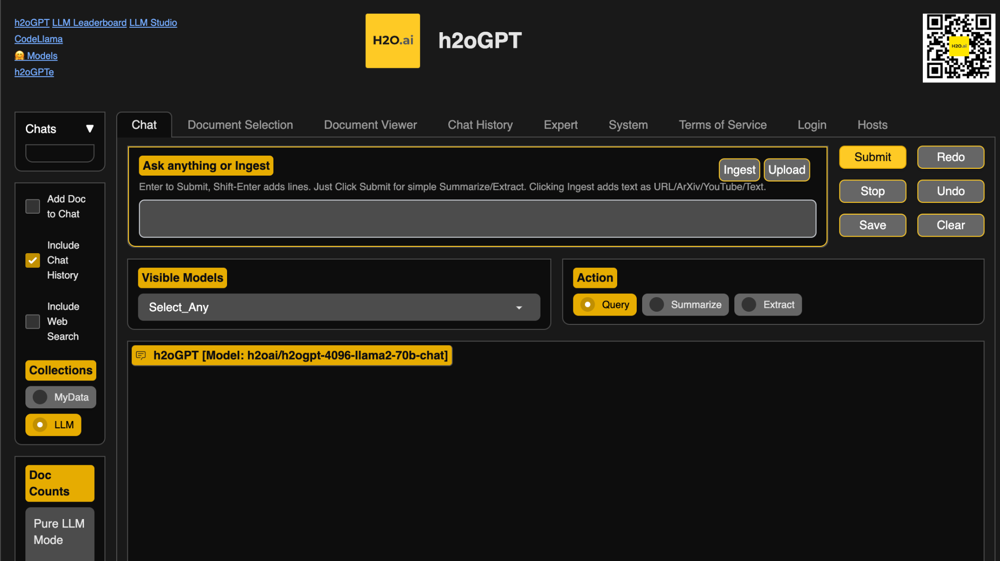 h2oGPT LLM Leaderboard LLM Studio
CodeLlama
🤗 Models
h2oGPTe
H2O.ai
h2oGPT
H2O.ai
Chats ▼
Add Doc
to Chat
Include
Chat
History
Include
Web
Search
Collections
MyData
LLM
Doc
Counts
Pure LLM
Mode
Chat Document Selection Document Viewer Chat History Expert System Terms of Service Login Hosts
Ask anything or Ingest
Ingest Upload
Enter to Submit, Shift-Enter adds lines. Just Click Submit for simple Summarize/Extract. Clicking Ingest adds text as URL/ArXiv/YouTube/Text.
Submit Redo
Stop Undo
Save Clear
Visible Models
Select_Any
Action
Query Summarize Extract
h2oGPT [Model: h2oai/h2ogpt-4096-llama2-70b-chat]